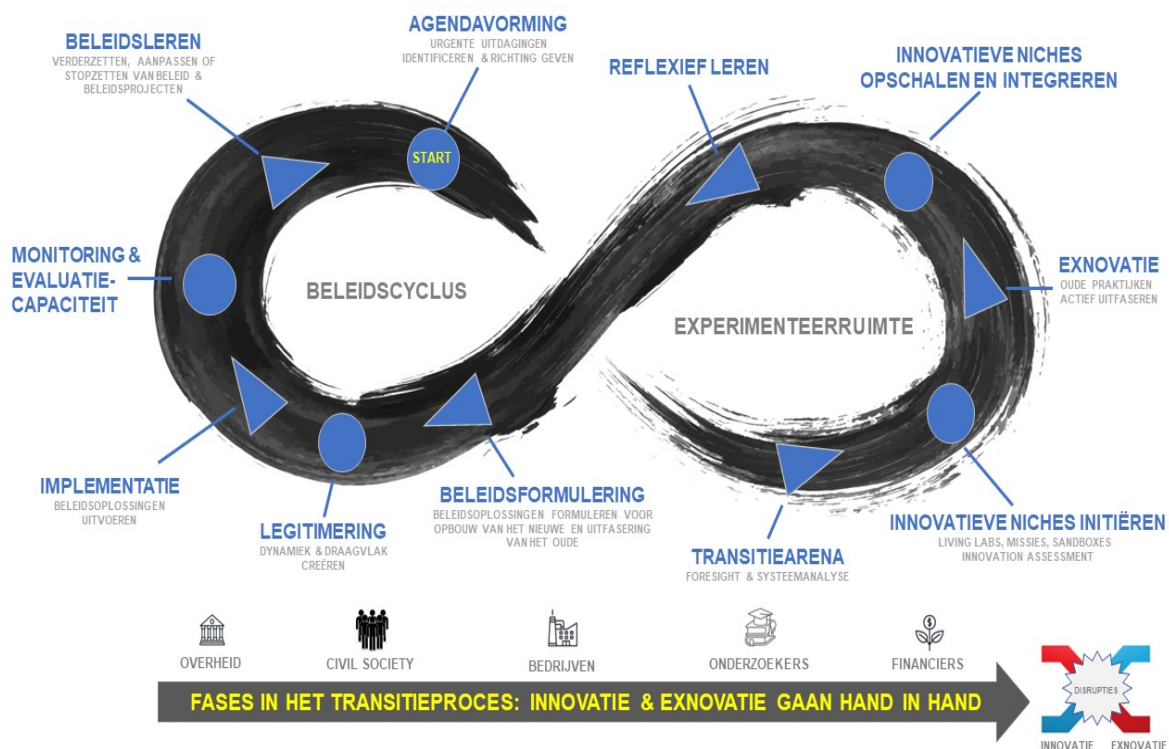 AGENDAVORMING
URGENTE UITDAGINGEN
IDENTIFICEREN & RICHTING GEVEN
BELEIDSLEREN
VERDERZETTEN, AANPASSEN OF
STOPZETTEN VAN BELEID &
BELEIDSPROJECTEN
REFLEXIEF LEREN
INNOVATIEVE NICHES
OPSCHALEN EN INTEGREREN
START
MONITORING &
EVALUATIE-
CAPACITEIT
BELEIDSCYCLUS
EXPERIMENTEERRUIMTE
EXNOVATIE
OUDE PRAKTIJKEN
ACTIEF UITFASEREN
IMPLEMENTATIE
BELEIDSOPLOSSINGEN
UITVOEREN
LEGITIMERING
DYNAMIEK & DRAAGVLAK
CREËREN
BELEIDSFORMULERING
BELEIDSOPLOSSINGEN FORMULEREN VOOR
OPBOUW VAN HET NIEUWE EN UITFASERING
VAN HET OUDE
TRANSITIEARENA
FORESIGHT & SYSTEEMANALYSE
INNOVATIEVE NICHES INITIËREN
LIVING LABS, MISSIES, SANDBOXES
INNOVATION ASSESSMENT
OVERHEID
CIVIL SOCIETY
BEDRIJVEN
ONDERZOEKERS
FINANCIERS
FASES IN HET TRANSITIEPROCES: INNOVATIE & EXNOVATIE GAAN HAND IN HAND
DISRUPTIES
INNOVATIE
EXNOVATIE